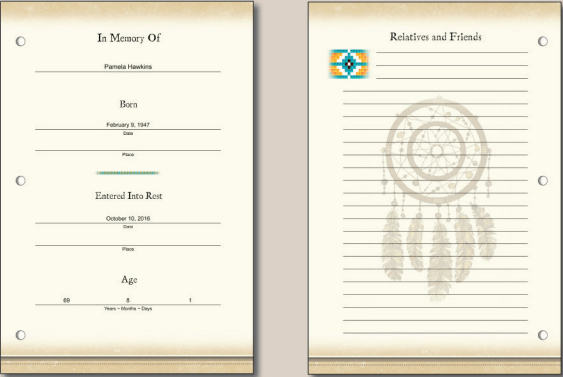 In Memory Of
Pamela Hawkins
Born
February 9, 1947
Date
Place
Entered Into Rest
October 10, 2016
Date
Place
Age
69 8 1
Years ~ Months ~ Days
Relatives and Friends